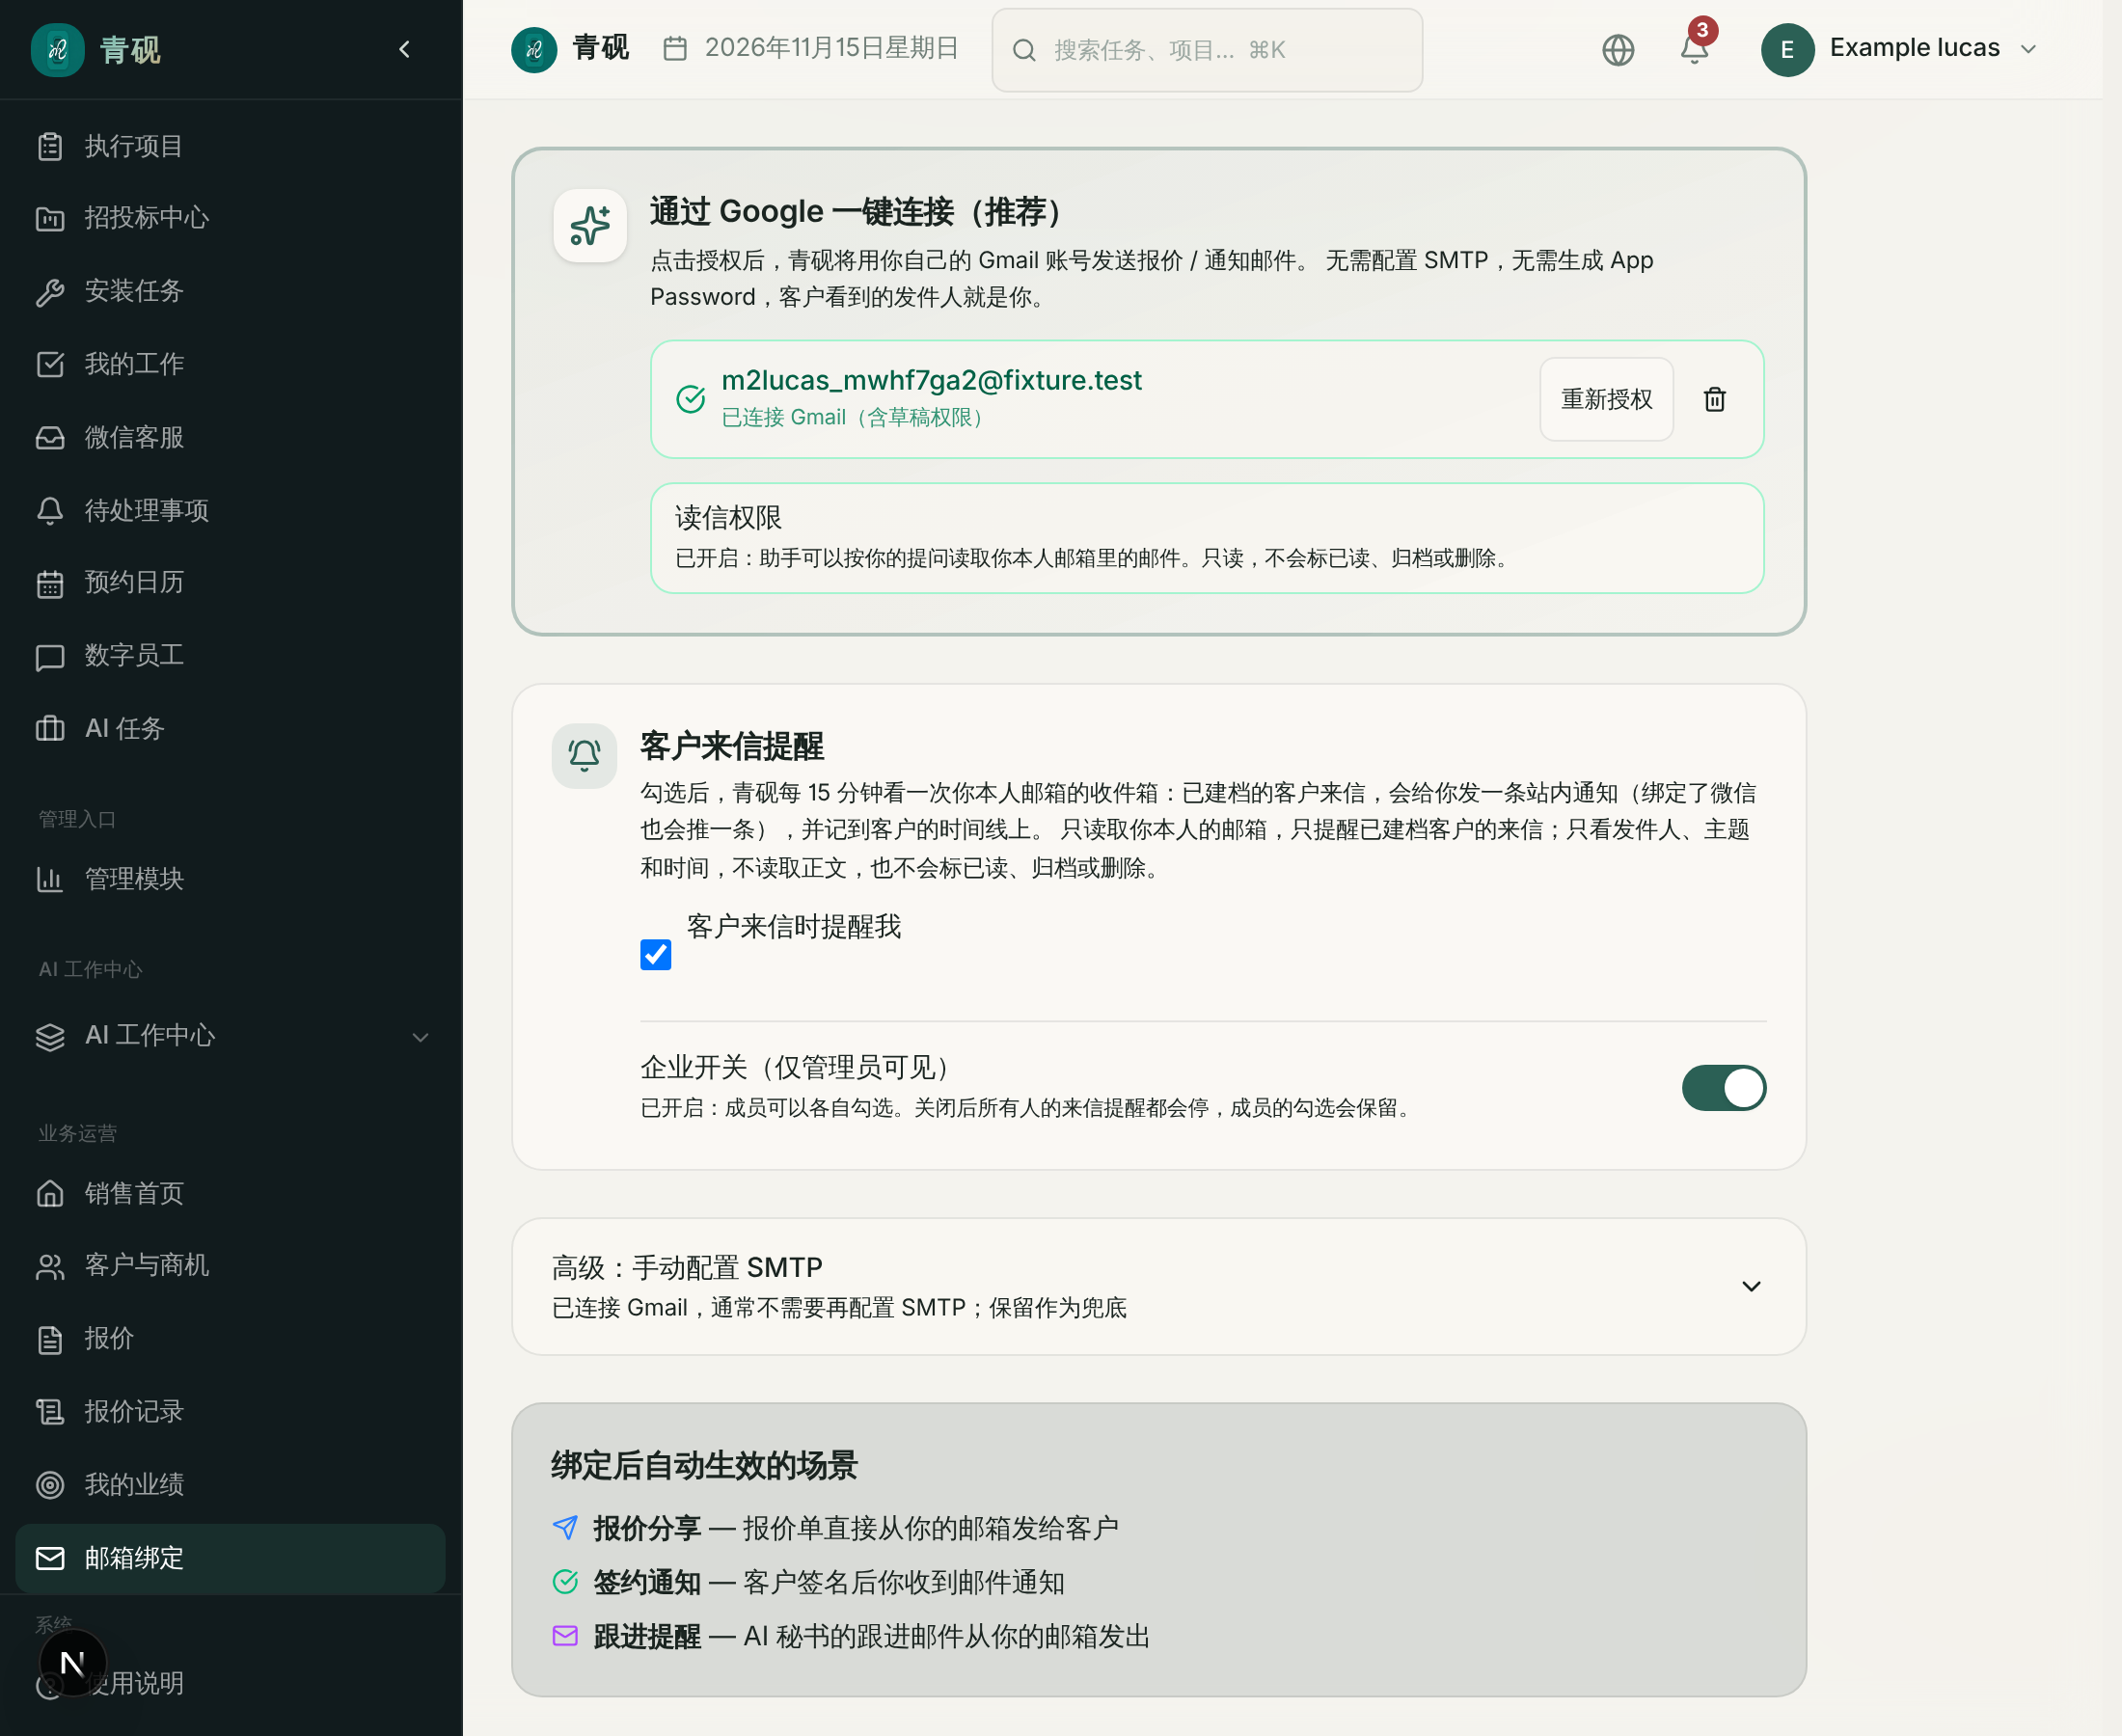 青砚
执行项目
招投标中心
安装任务
我的工作
微信客服
待处理事项
预约日历
数字员工
AI 任务
管理入口
管理模块
AI 工作中心
AI 工作中心
业务运营
销售首页
客户与商机
报价
报价记录
我的业绩
邮箱绑定
系统
使用说明
N
青砚
2026年11月15日星期日
搜索任务、项目... ⌘K
3
E
Example lucas
通过 Google 一键连接（推荐）
点击授权后，青砚将用你自己的 Gmail 账号发送报价 / 通知邮件。 无需配置 SMTP，无需生成 App
Password，客户看到的发件人就是你。
m2lucas_mwhf7ga2@fixture.test
已连接 Gmail（含草稿权限）
重新授权
读信权限
已开启：助手可以按你的提问读取你本人邮箱里的邮件。只读，不会标已读、归档或删除。
客户来信提醒
勾选后，青砚每 15 分钟看一次你本人邮箱的收件箱：已建档的客户来信，会给你发一条站内通知（绑定了微信
也会推一条），并记到客户的时间线上。 只读取你本人的邮箱，只提醒已建档客户的来信；只看发件人、主题
和时间，不读取正文，也不会标已读、归档或删除。
客户来信时提醒我
企业开关（仅管理员可见）
已开启：成员可以各自勾选。关闭后所有人的来信提醒都会停，成员的勾选会保留。
高级：手动配置 SMTP
已连接 Gmail，通常不需要再配置 SMTP；保留作为兜底
绑定后自动生效的场景
报价分享 — 报价单直接从你的邮箱发给客户
签约通知 — 客户签名后你收到邮件通知
跟进提醒 — AI 秘书的跟进邮件从你的邮箱发出